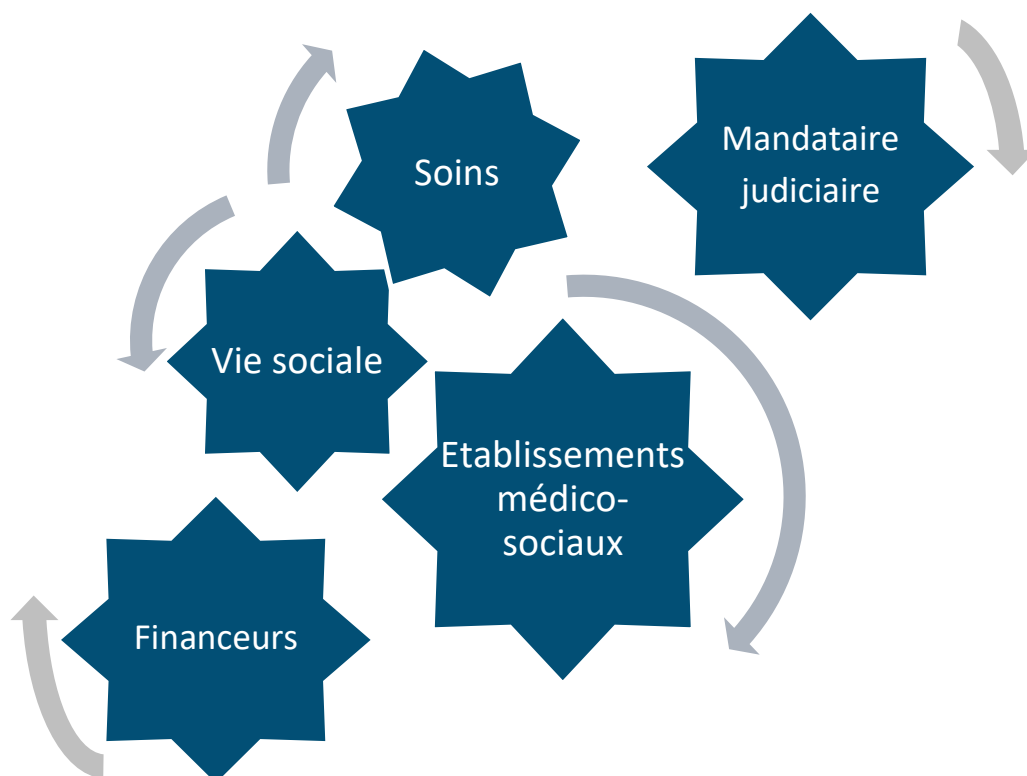 Soins
Mandataire
judiciaire
Vie sociale
Etablissements
médico-
sociaux
Financeurs